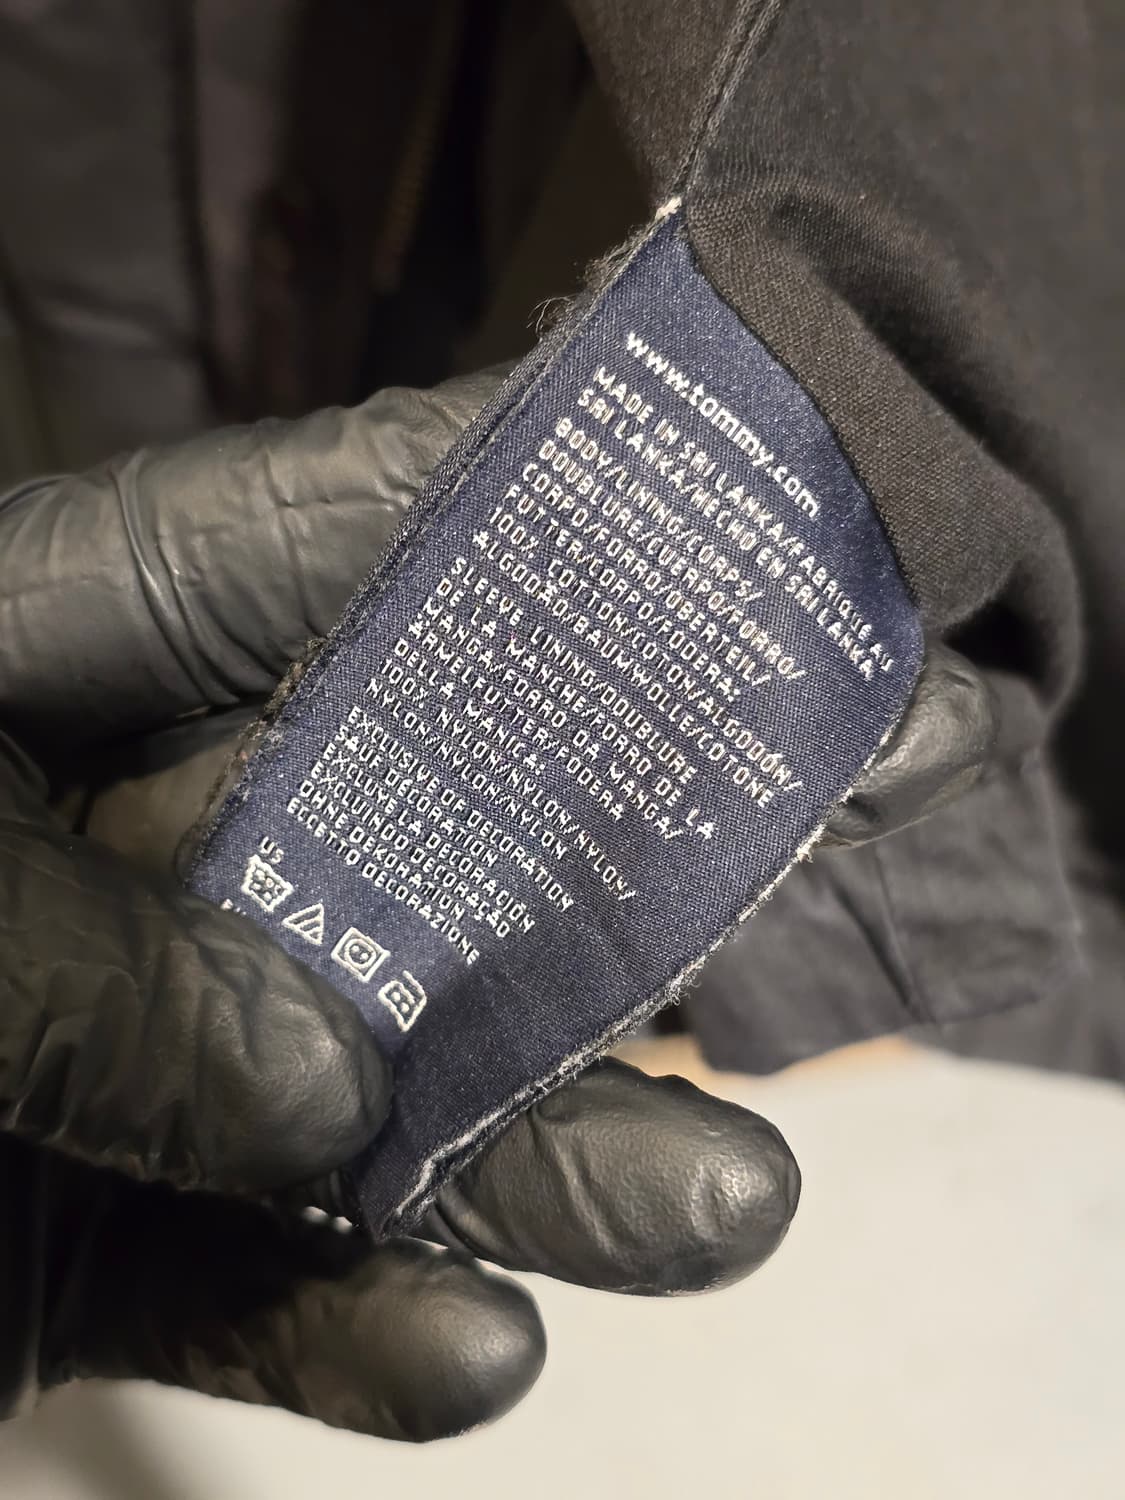 www.tommy.com
MADE IN SRI LANKA/FABRIQUÉ AU
SRI LANKA/HECHO EN SRI LANKA
BODY/LINING/CORPS/
DOUBLURE/CUERPO/FORRO/
CORPO/FORRO/OBERTEIL/
FUTTER/CORPO/FODERA:
100% COTTON/COTON/ALGODÓN/
ALGODÃO/BAUMWOLLE/COTONE
SLEEVE LINING/DOUBLURE
DE LA MANCHE/FORRO DE LA
MANGA/FORRO DA MANGA/
ÄRMELFUTTER/FODERA
DELLA MANICA:
100% NYLON/NYLON/NYLON/
NYLON/NYLON/NYLON
EXCLUSIVE OF DECORATION
SAUF DECORATION
EXCLUE LA DECORACIÓN
EXCLUINDO DECORAÇÃO
OHNE DEKORATION
ECCETTO DECORAZIONE
US